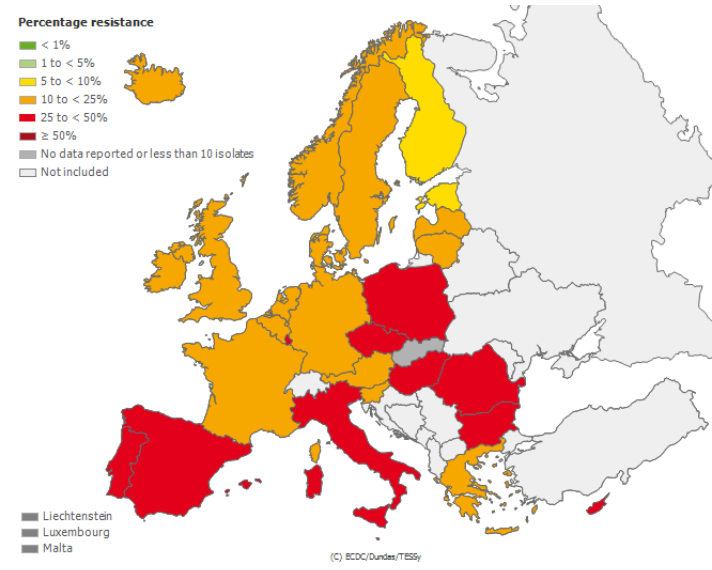 Percentage resistance
< 1%
1 to < 5%
5 to < 10%
10 to < 25%
25 to < 50%
≥ 50%
No data reported or less than 10 isolates
Not included
Liechtenstein
Luxembourg
Malta
(C) ECDC/Dundas/TESSy